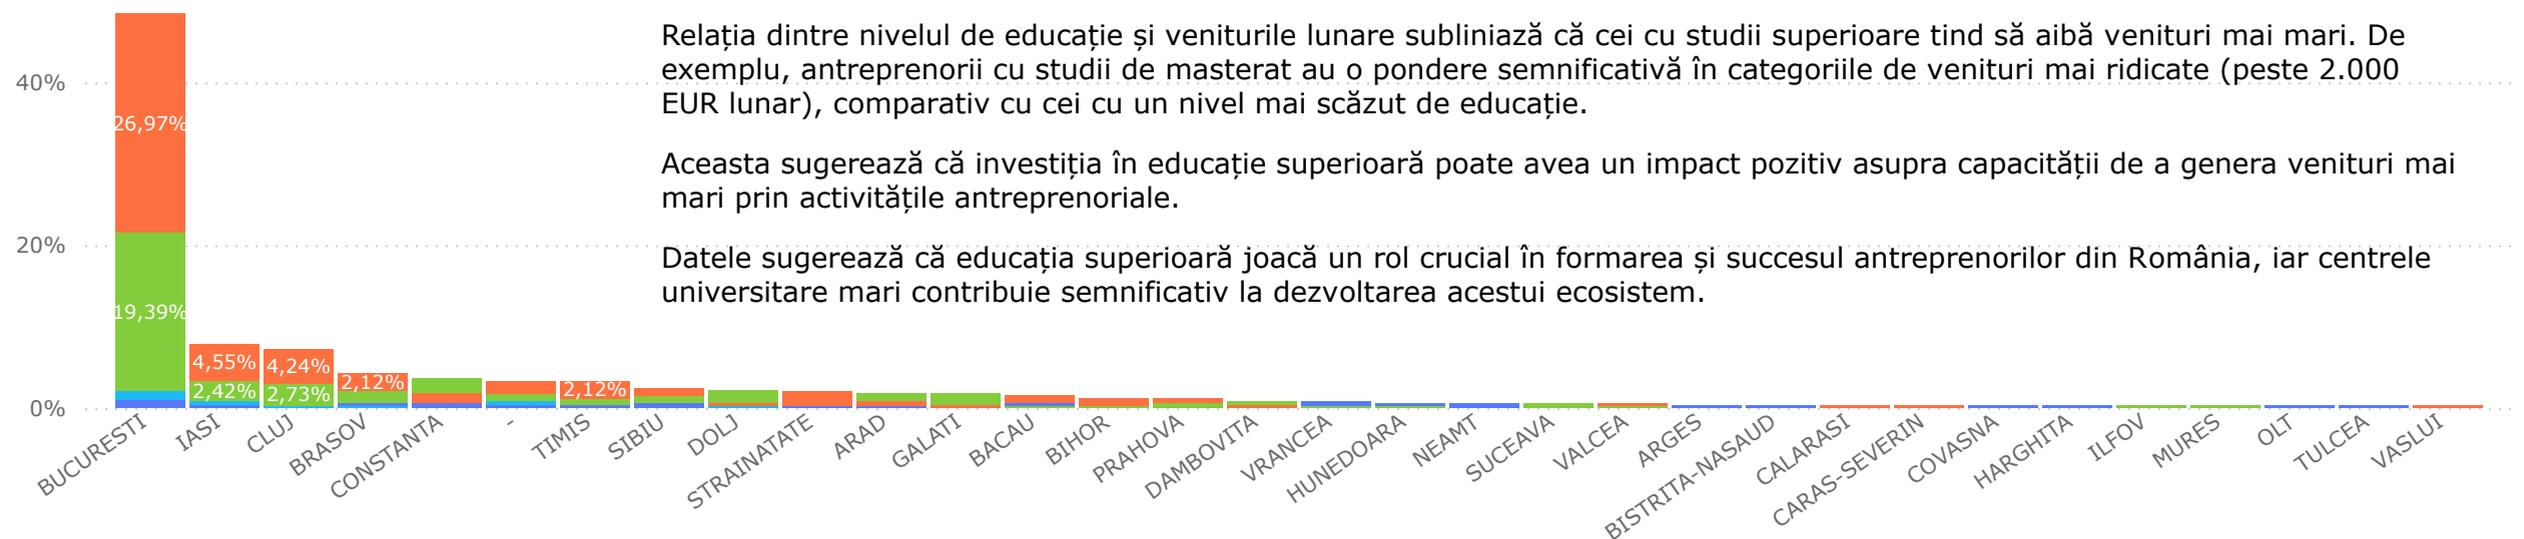 Relația dintre nivelul de educație și veniturile lunare subliniază că cei cu studii superioare tind să aibă venituri mai mari. De
exemplu, antreprenorii cu studii de masterat au o pondere semnificativă în categoriile de venituri mai ridicate (peste 2.000
EUR lunar), comparativ cu cei cu un nivel mai scăzut de educație.
Aceasta sugerează că investiția în educație superioară poate avea un impact pozitiv asupra capacității de a genera venituri mai
mari prin activitățile antreprenoriale.
Datele sugerează că educația superioară joacă un rol crucial în formarea și succesul antreprenorilor din România, iar centrele
universitare mari contribuie semnificativ la dezvoltarea acestui ecosistem.
40%
20%
0%
26,97%
19,39%
4,55%
2,42%
4,24%
2,73%
2,12%
2,12%
BUCURESTI
IASI
CLUJ
BRASOV
CONSTANTA
-
TIMIS
SIBIU
DOLJ
STRAINATATE
ARAD
GALATI
BACAU
BIHOR
PRAHOVA
DAMBOVITA
VRANCEA
HUNEDOARA
NEAMT
SUCEAVA
VALCEA
ARGES
BISTRITA-NASAUD
CALARASI
CARAS-SEVERIN
COVASNA
HARGHITA
ILFOV
MURES
OLT
TULCEA
VASLUI